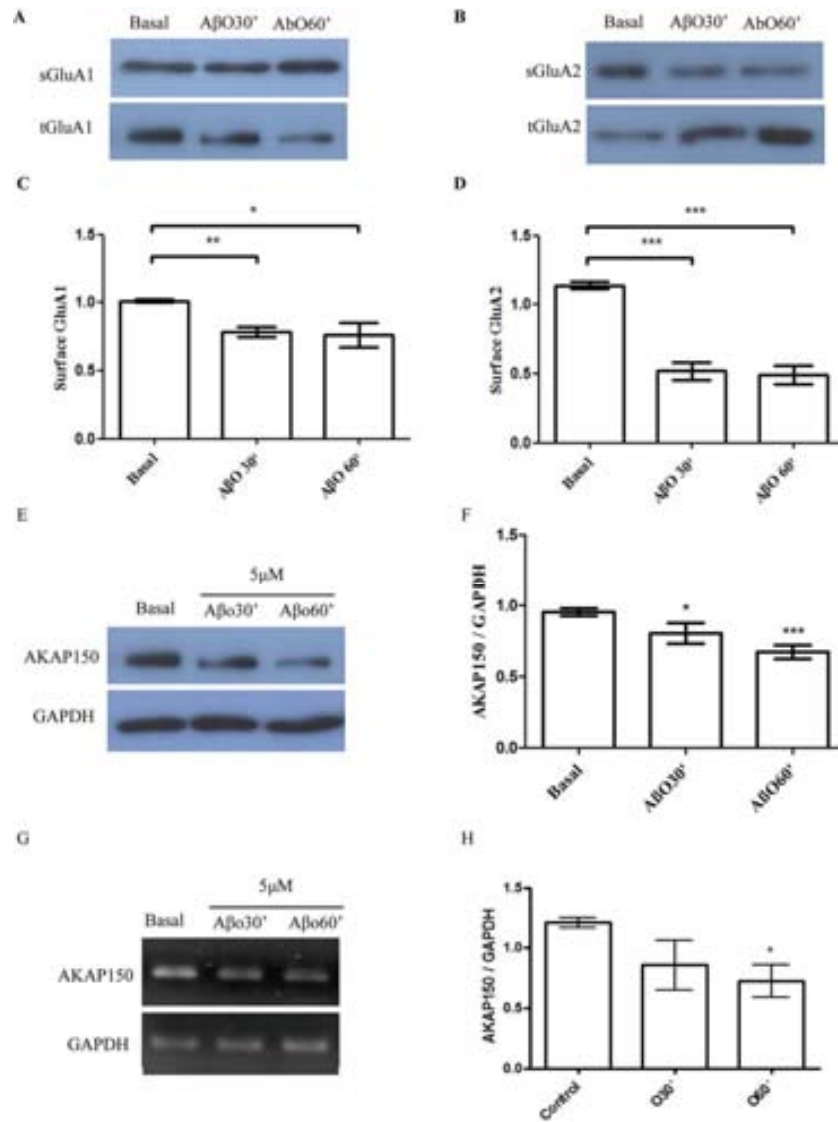 A
Basal AβO30' AbO60'
sGluA1
tGluA1
B
Basal AβO30' AbO60'
sGluA2
tGluA2
C
* 
**
1.5
1.0
0.5
0.0
Surface GluA1
Basal
AβO 30'
AβO 60'
D
***
***
1.5
1.0
0.5
0.0
Surface GluA2
Basal
AβO 30'
AβO 60'
E
5μM
Basal Aβo30' Aβo60'
AKAP150
GAPDH
F
*
***
1.5
1.0
0.5
0.0
AKAP150 / GAPDH
Basal
ABO30'
ABO60'
G
5μM
Basal Aβo30' Aβo60'
AKAP150
GAPDH
H
*
1.5
1.0
0.5
0.0
AKAP150 / GAPDH
Control
O30'
O60'